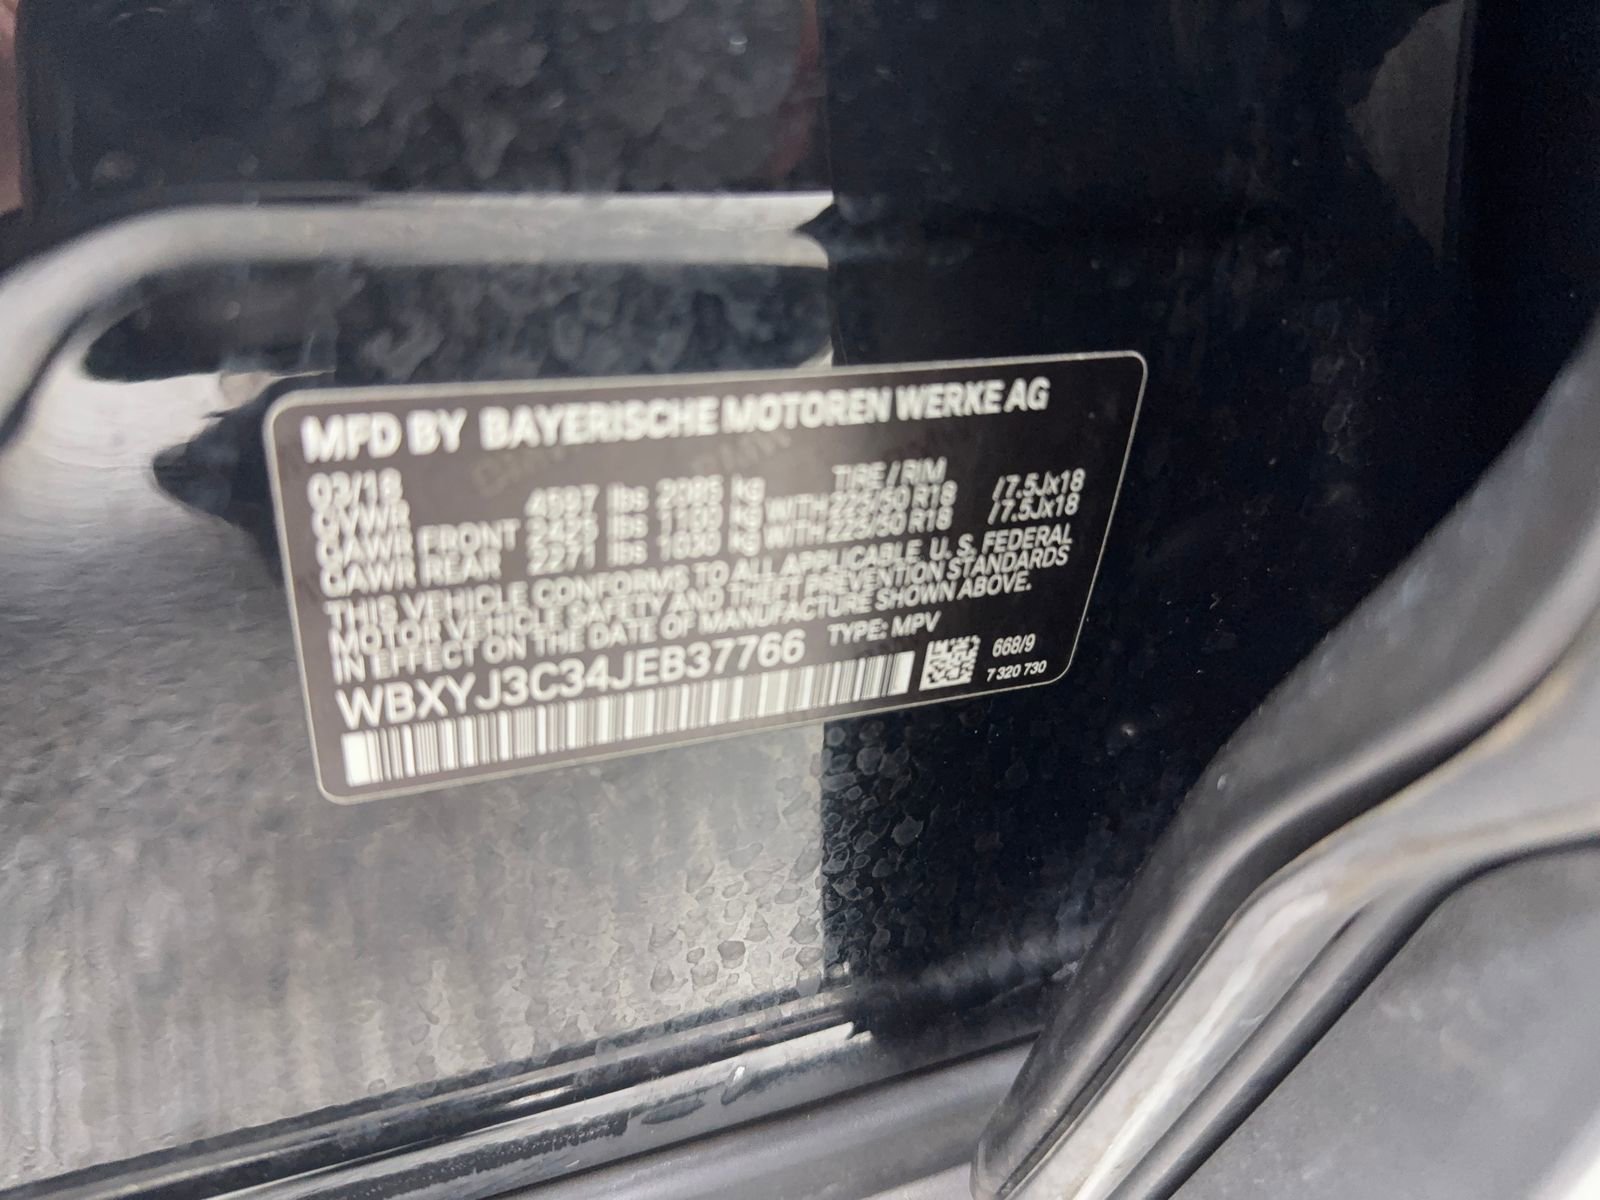 MFD BY BAYERISCHE MOTOREN WERKE AG
03/18 TIRE / RIM
GVWR 4597 lbs 2085 kg WITH 225/50 R18 / 7.5Jx18
GAWR FRONT 2425 lbs 1100 kg WITH 225/50 R18 / 7.5Jx18
GAWR REAR 2271 lbs 1030 kg
THIS VEHICLE CONFORMS TO ALL APPLICABLE U. S. FEDERAL
MOTOR VEHICLE SAFETY AND THEFT PREVENTION STANDARDS
IN EFFECT ON THE DATE OF MANUFACTURE SHOWN ABOVE.
WBXYJ3C34JEB37766 TYPE: MPV
668/9
7 320 730